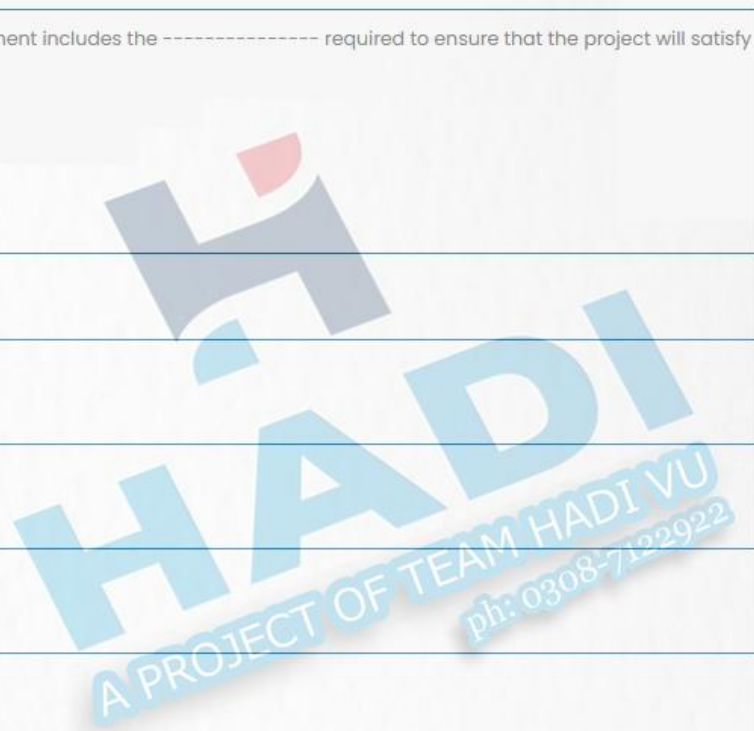 ment includes the --------------- required to ensure that the project will satisfy
HADI
A PROJECT OF TEAM HADI VU
ph: 0308-7122922